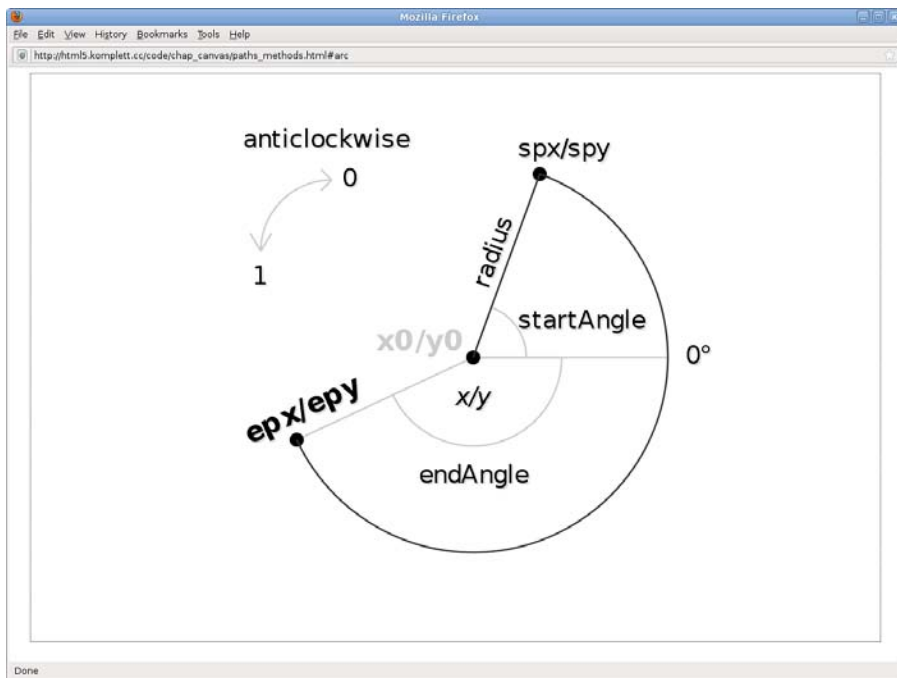 Mozilla Firefox
File Edit View History Bookmarks Tools Help
http://html5.komplett.cc/code/chap_canvas/paths_methods.html#arc
anticlockwise
0
1
spx/spy
radius
startAngle
0°
x0/y0
x/y
epx/epy
endAngle
Done